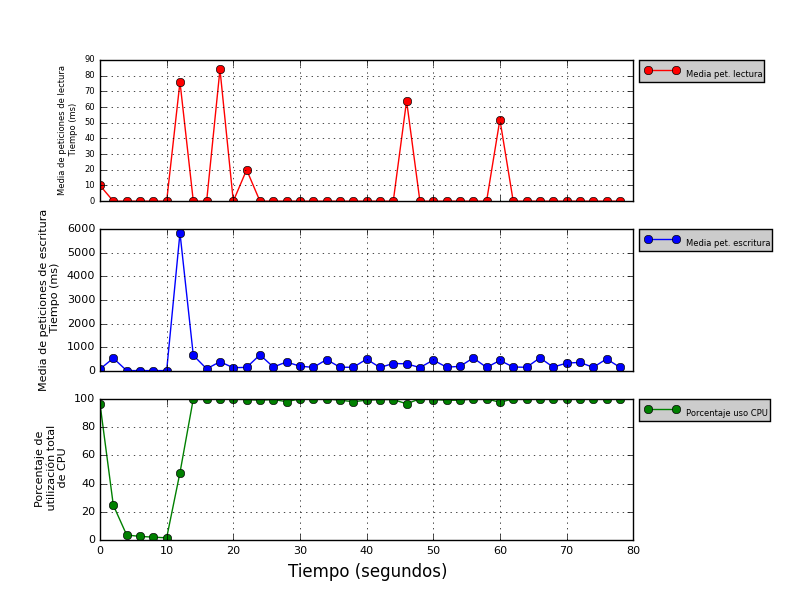 90
80
70
60
50
40
30
20
10
0
Media de peticiones de lectura
Tiempo (ms)
Media pet. lectura
6000
5000
4000
3000
2000
1000
0
Media de peticiones de escritura
Tiempo (ms)
Media pet. escritura
100
80
60
40
20
0
Porcentaje de
utilización total
de CPU
Porcentaje uso CPU
0 10 20 30 40 50 60 70 80
Tiempo (segundos)